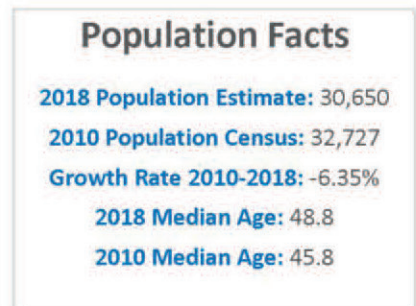 Population Facts
2018 Population Estimate: 30,650
2010 Population Census: 32,727
Growth Rate 2010-2018: -6.35%
2018 Median Age: 48.8
2010 Median Age: 45.8